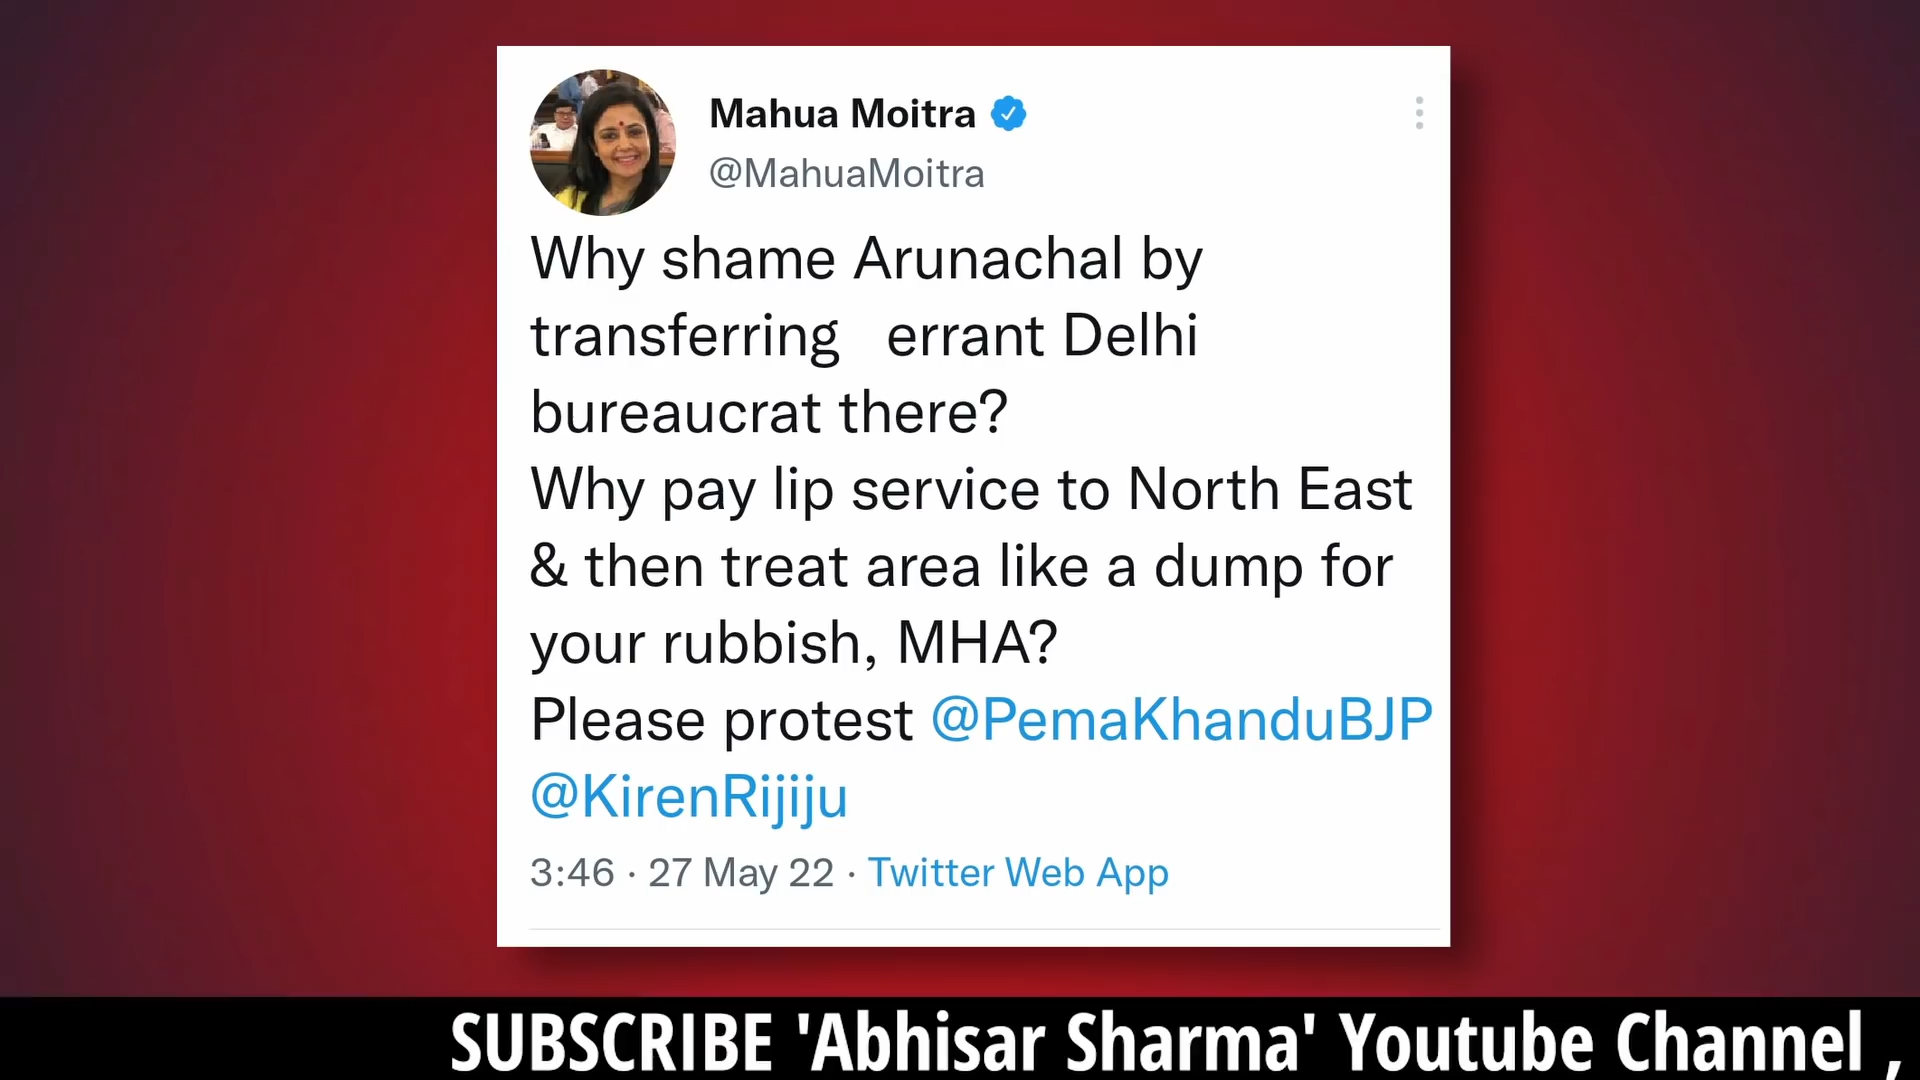 Mahua Moitra
@MahuaMoitra
Why shame Arunachal by
transferring errant Delhi
bureaucrat there?
Why pay lip service to North East
& then treat area like a dump for
your rubbish, MHA?
Please protest @PemaKhanduBJP
@KirenRijiju
3:46 · 27 May 22 · Twitter Web App
SUBSCRIBE 'Abhisar Sharma' Youtube Channel ,